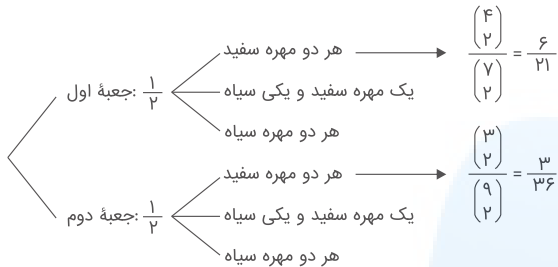 هر دو مهره سفید
(۴ ۲) / (۷ ۲) = ۶/۲۱
جعبهٔ اول: ۱/۲
یک مهره سفید و یکی سیاه
هر دو مهره سیاه
هر دو مهره سفید
(۳ ۲) / (۹ ۲) = ۳/۳۶
جعبهٔ دوم: ۱/۲
یک مهره سفید و یکی سیاه
هر دو مهره سیاه